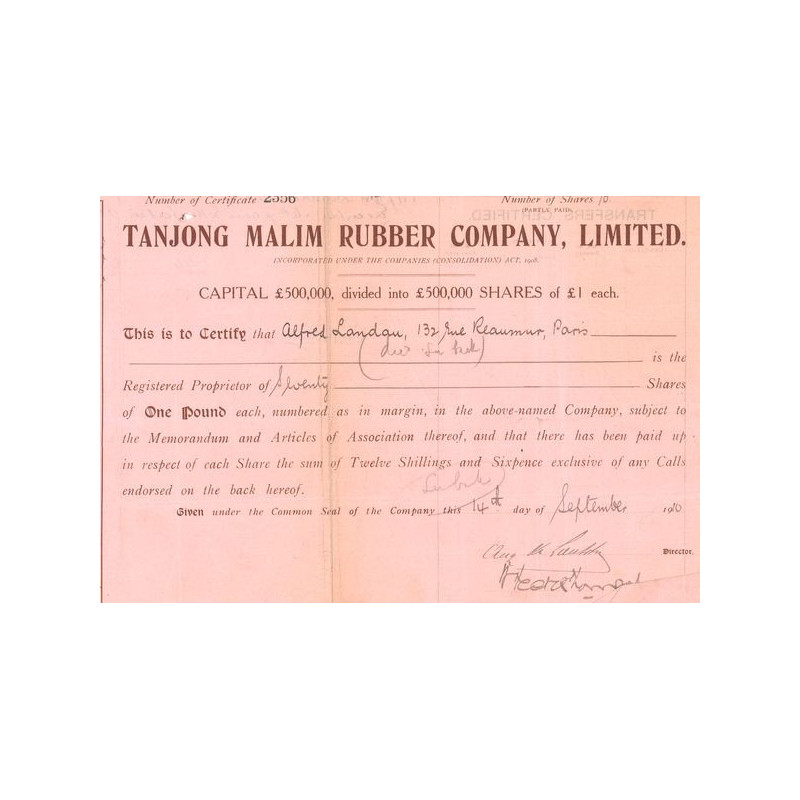 Number of Certificate 2356 Number of Shares 70
(PARTLY PAID)
TRANSFERS CERTIFIED.
TANJONG MALIM RUBBER COMPANY, LIMITED.
INCORPORATED UNDER THE COMPANIES (CONSOLIDATION) ACT, 1908.
CAPITAL £500,000, divided into £500,000 SHARES of £1 each.
This is to Certify that Alfred Landau, 132 Rue Reaumur, Paris
is the
Registered Proprietor of Seventy Shares
of One Pound each, numbered as in margin, in the above-named Company, subject to
the Memorandum and Articles of Association thereof, and that there has been paid up
in respect of each Share the sum of Twelve Shillings and Sixpence exclusive of any Calls
endorsed on the back hereof.
Given under the Common Seal of the Company this 14th day of September 1910
Director.